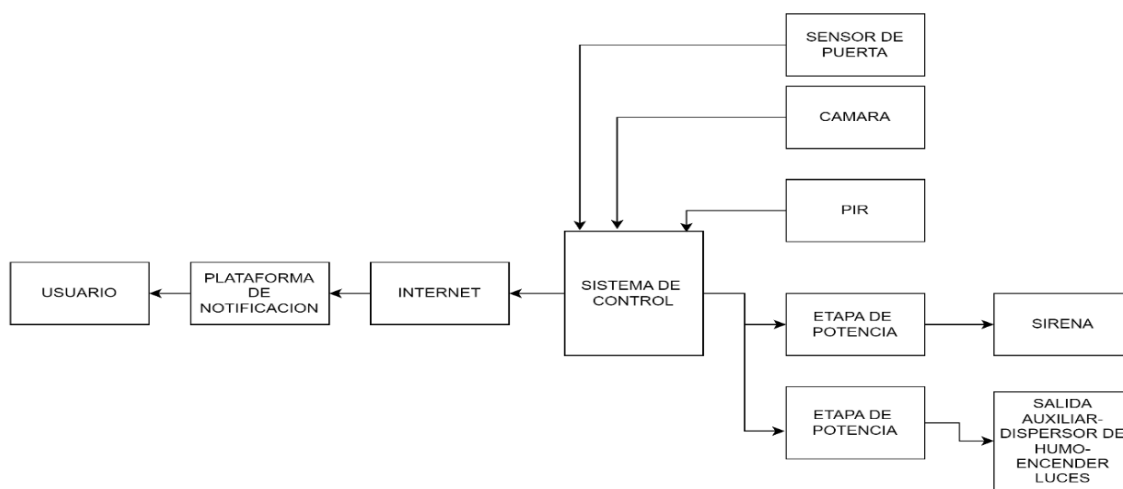 SENSOR DE
PUERTA
CAMARA
PIR
USUARIO
PLATAFORMA
DE
NOTIFICACION
INTERNET
SISTEMA DE
CONTROL
ETAPA DE
POTENCIA
SIRENA
ETAPA DE
POTENCIA
SALIDA
AUXILIAR-
DISPERSOR DE
HUMO-
ENCENDER
LUCES